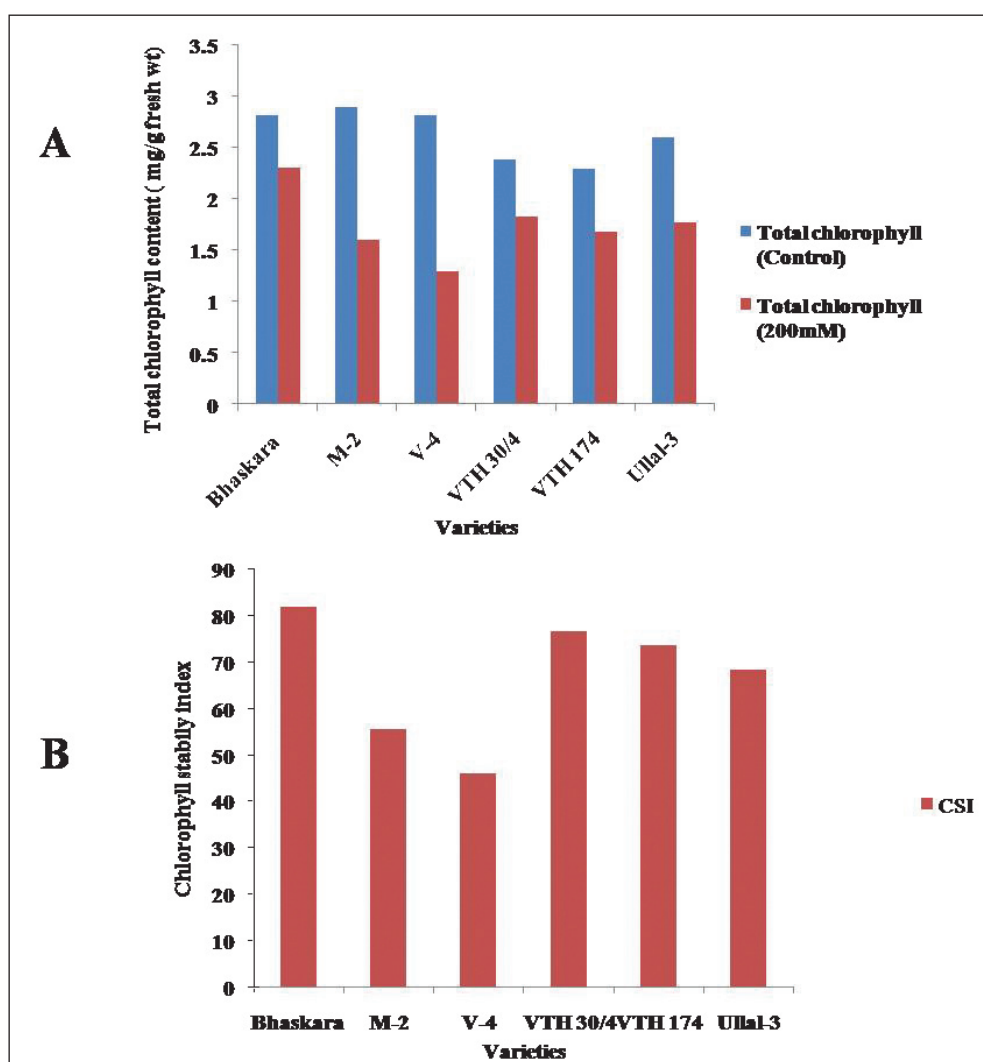 A
Total chlorophyll content ( mg/g fresh wt)
3.5
3
2.5
2
1.5
1
0.5
0
Bhaskara
M-2
V-4
VTH 30/4
VTH 174
Ullal-3
Varieties
Total chlorophyll
(Control)
Total chlorophyll
(200mM)
B
Chlorophyll stabily index
90
80
70
60
50
40
30
20
10
0
Bhaskara M-2 V-4 VTH 30/4 VTH 174 Ullal-3
Varieties
CSI